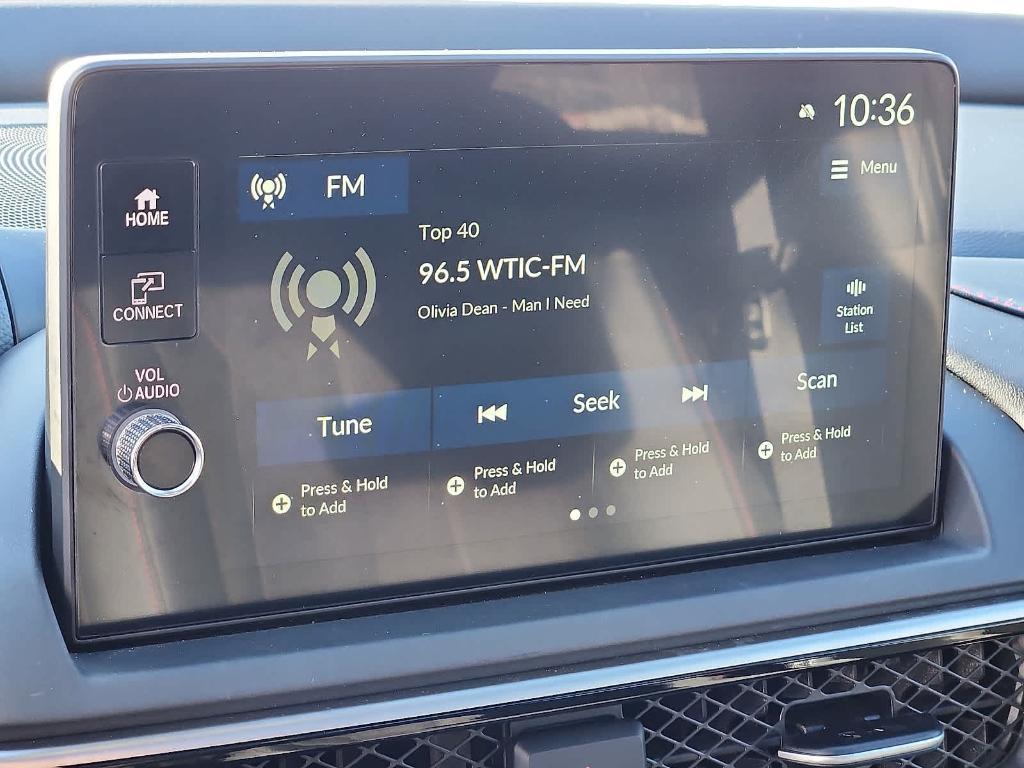 10:36
HOME
CONNECT
VOL
AUDIO
FM
Menu
Top 40
96.5 WTIC-FM
Olivia Dean - Man I Need
Station
List
Tune
Seek
Scan
Press & Hold
to Add
Press & Hold
to Add
Press & Hold
to Add
Press & Hold
to Add